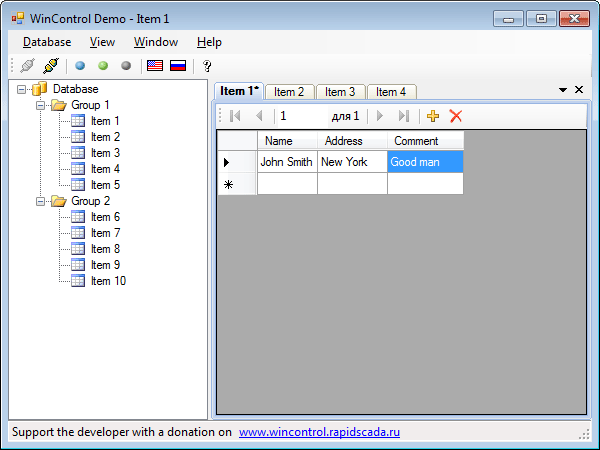 WinControl Demo - Item 1
Database View Window Help
?
Database
Group 1
Item 1
Item 2
Item 3
Item 4
Item 5
Group 2
Item 6
Item 7
Item 8
Item 9
Item 10
Item 1* Item 2 Item 3 Item 4
1 для 1
Name Address Comment
John Smith New York Good man
Support the developer with a donation on www.wincontrol.rapidscada.ru